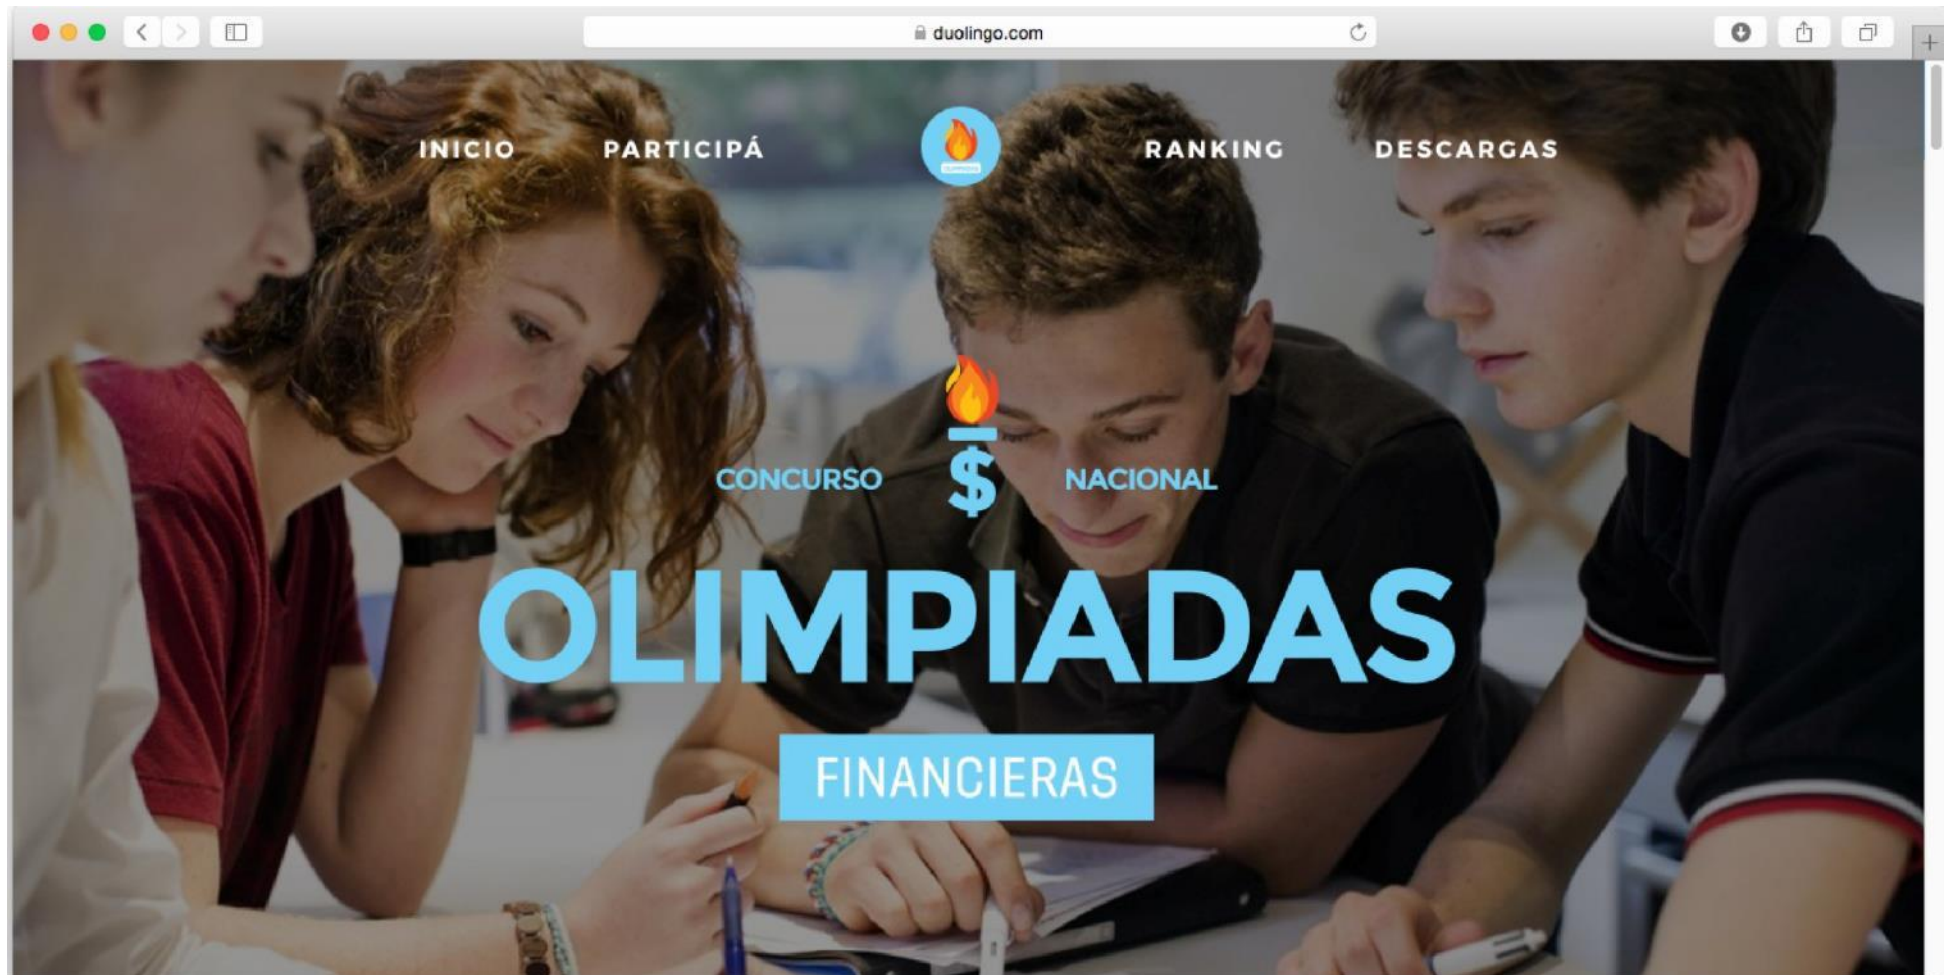 duolingo.com
INICIO PARTICIPÁ RANKING DESCARGAS
CONCURSO $ NACIONAL
OLIMPIADAS
FINANCIERAS